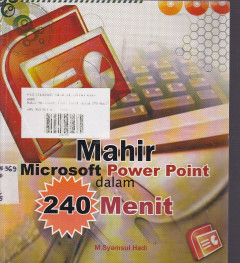 Mahir
Microsoft Power Point
dalam
240 Menit
M.Syamsul Hadi